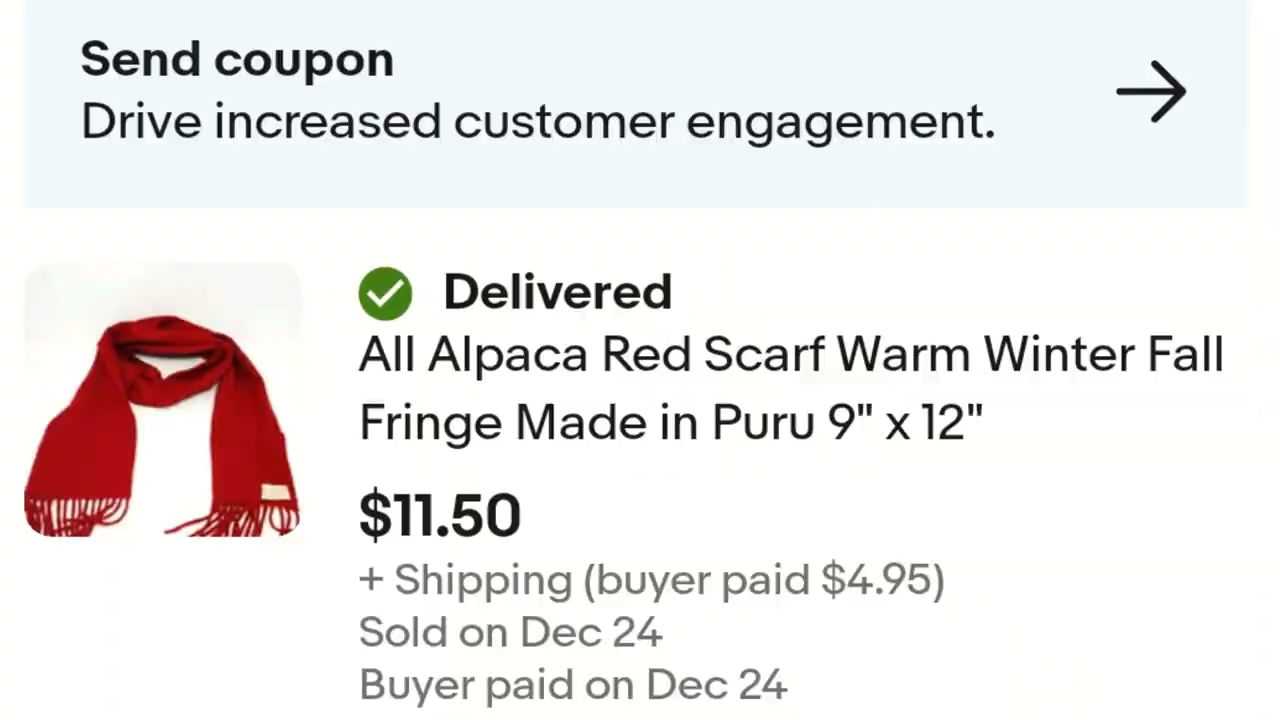 Send coupon
Drive increased customer engagement.
Delivered
All Alpaca Red Scarf Warm Winter Fall
Fringe Made in Puru 9" x 12"
$11.50
+ Shipping (buyer paid $4.95)
Sold on Dec 24
Buyer paid on Dec 24